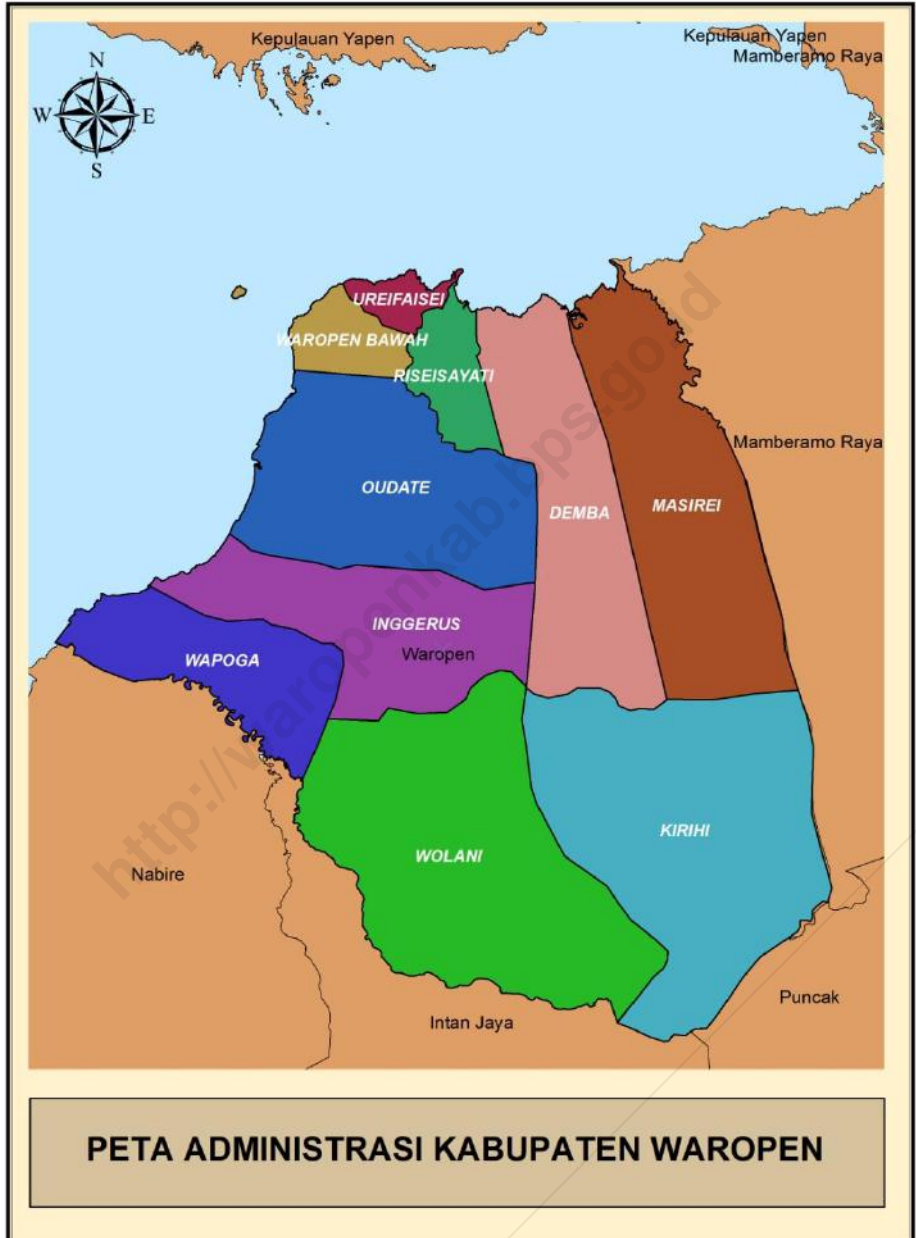 Kepulauan Yapen
Kepulauan Yapen
Mamberamo Raya
N
W
E
S
UREIFAISEI
WAROPEN BAWAH
RISEISAYATI
Mamberamo Raya
OUDATE
DEMBA
MASIREI
INGGERUS
Waropen
WAPOGA
KIRIHI
WOLANI
Nabire
Puncak
Intan Jaya
http://waropenkab.bps.go.id
PETA ADMINISTRASI KABUPATEN WAROPEN